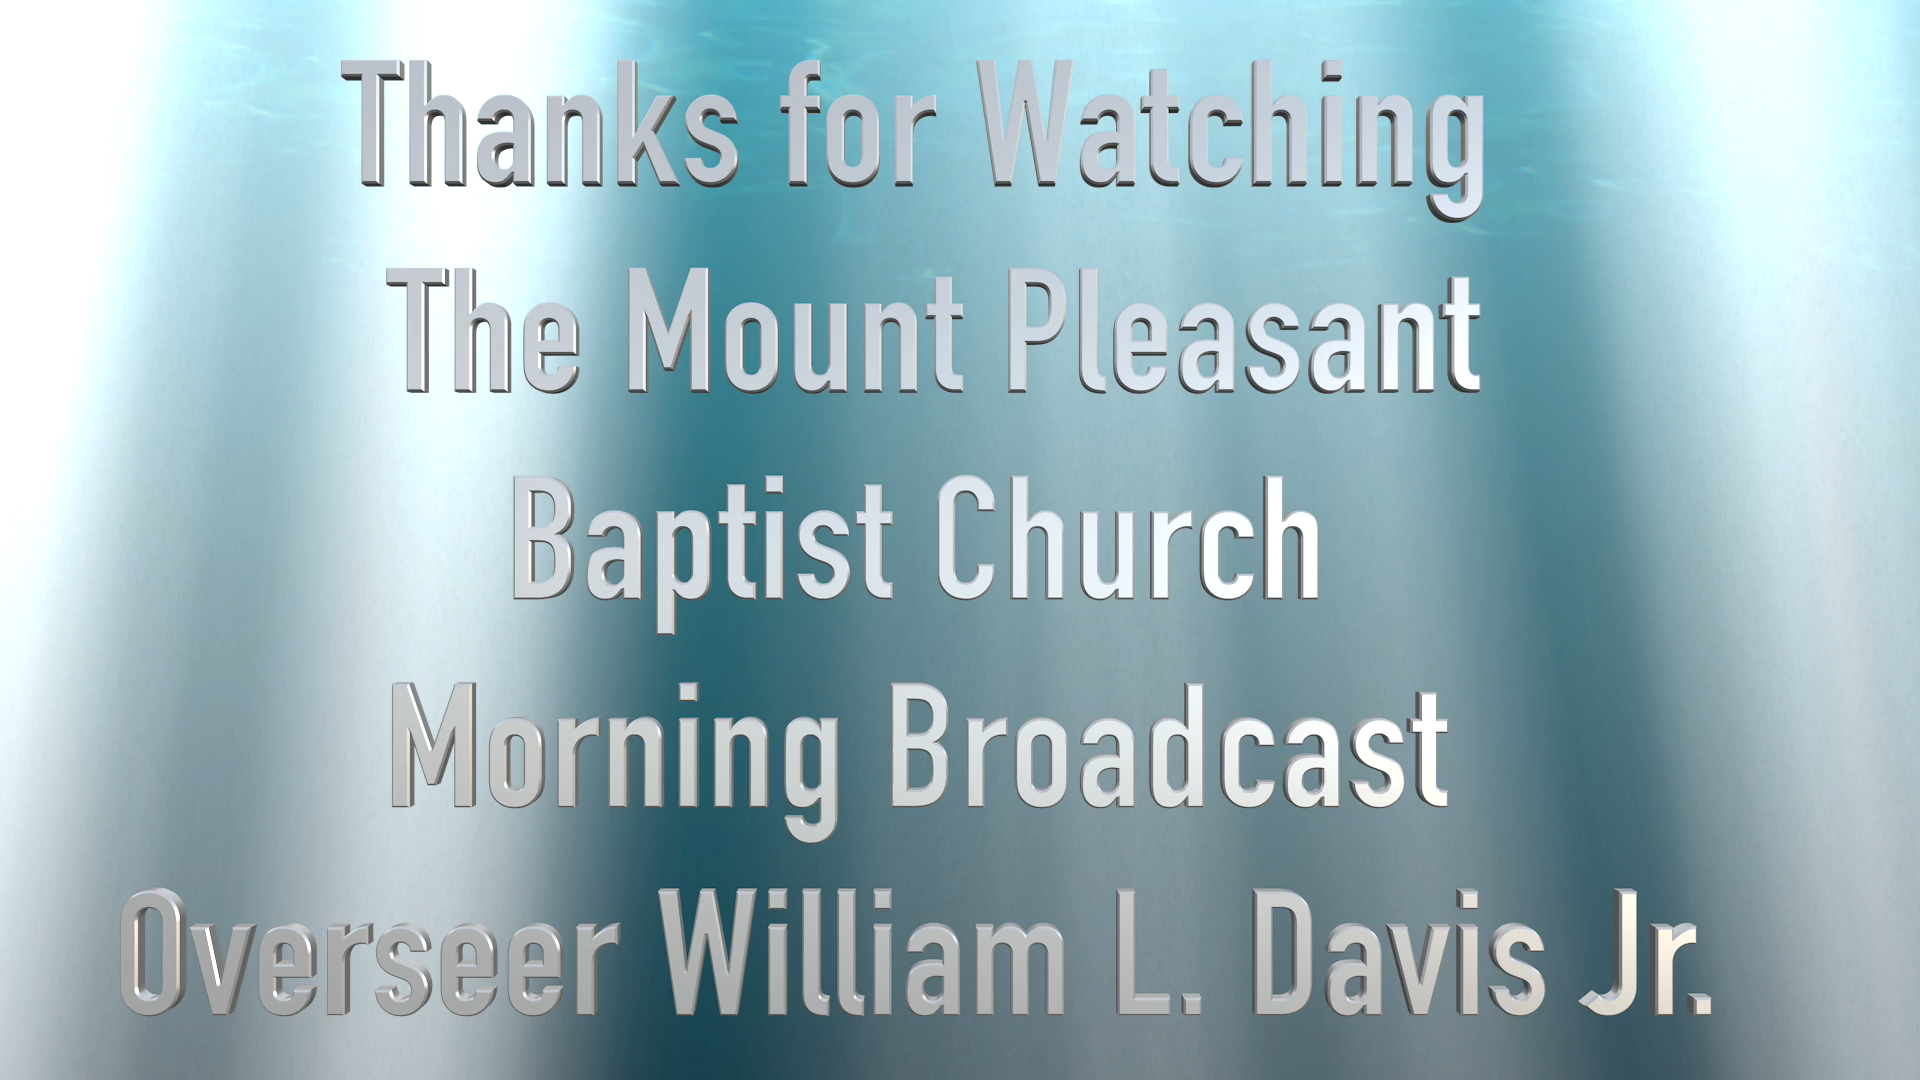 Thanks for Watching
The Mount Pleasant
Baptist Church
Morning Broadcast
Overseer William L. Davis Jr.